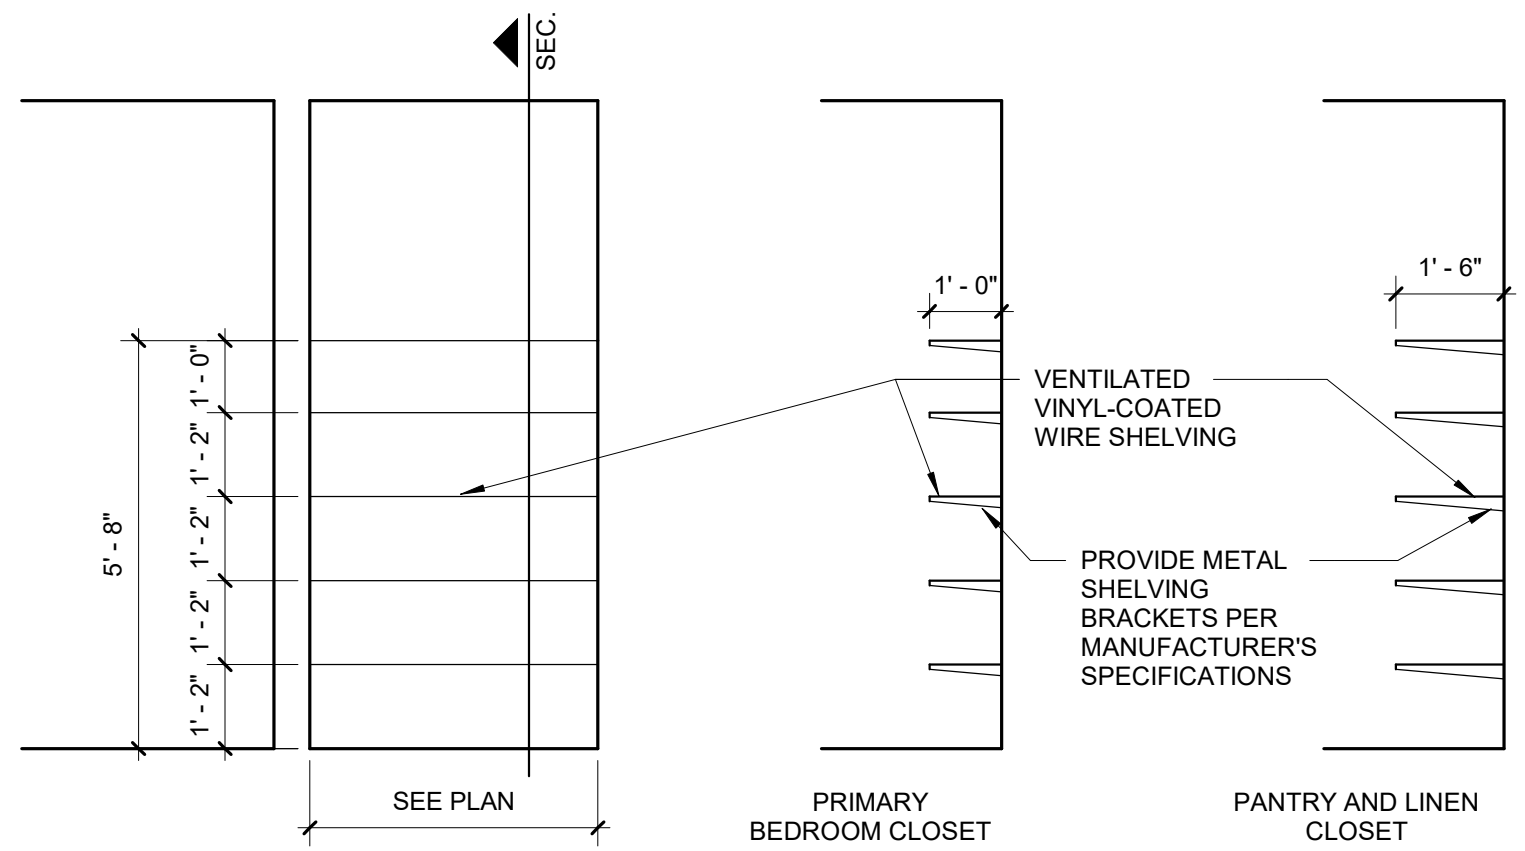 SEC.
1' - 0"
1' - 2"
1' - 2"
1' - 2"
1' - 2"
5' - 8"
SEE PLAN
1' - 0"
1' - 6"
VENTILATED
VINYL-COATED
WIRE SHELVING
PROVIDE METAL
SHELVING
BRACKETS PER
MANUFACTURER'S
SPECIFICATIONS
PRIMARY
BEDROOM CLOSET
PANTRY AND LINEN
CLOSET